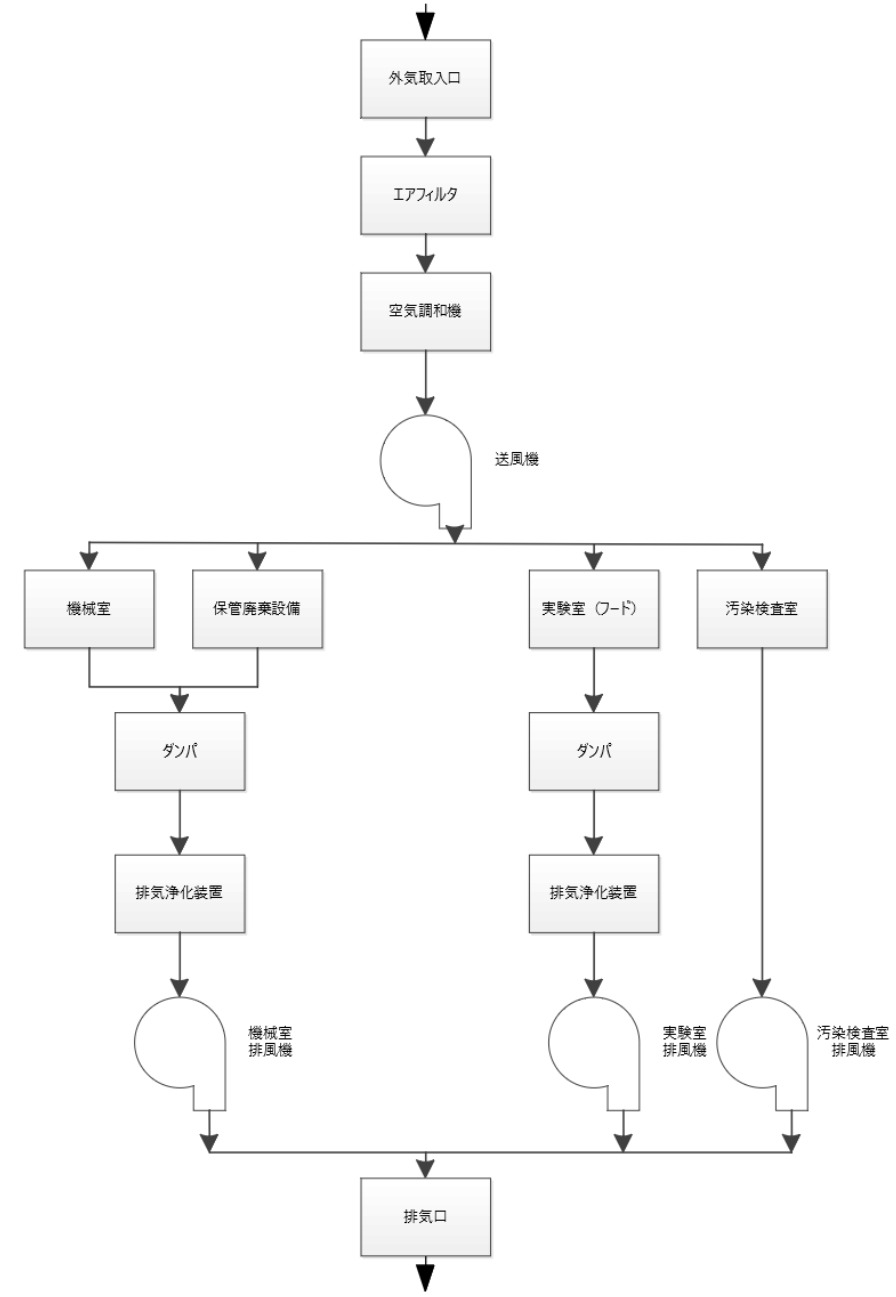 外気取入口
エアフィルタ
空気調和機
送風機
機械室
保管廃棄設備
実験室（フード）
汚染検査室
ダンパ
ダンパ
排気浄化装置
排気浄化装置
機械室
排風機
実験室
排風機
汚染検査室
排風機
排気口